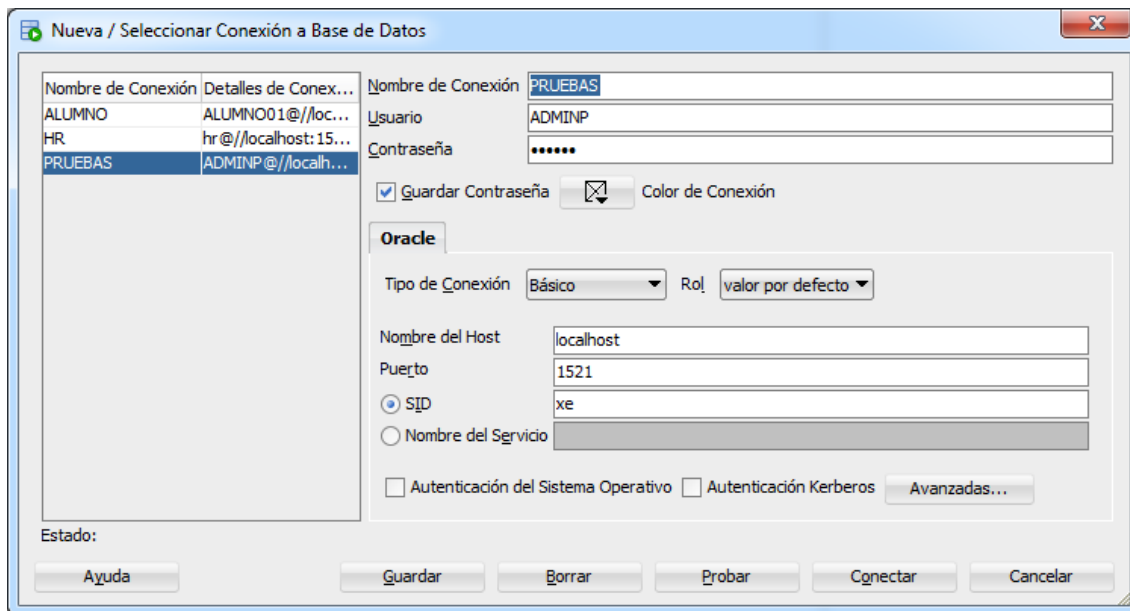 Nueva / Seleccionar Conexión a Base de Datos
Nombre de Conexión Detalles de Conex...
ALUMNO ALUMNO01@//loc...
HR hr@//localhost:15...
PRUEBAS ADMINP@//localh...
Nombre de Conexión PRUEBAS
Usuario ADMINP
Contraseña ••••••
Guardar Contraseña Color de Conexión
Oracle
Tipo de Conexión Básico Rol valor por defecto
Nombre del Host localhost
Puerto 1521
SID xe
Nombre del Servicio
Autenticación del Sistema Operativo Autenticación Kerberos Avanzadas...
Estado:
Ayuda Guardar Borrar Probar Conectar Cancelar